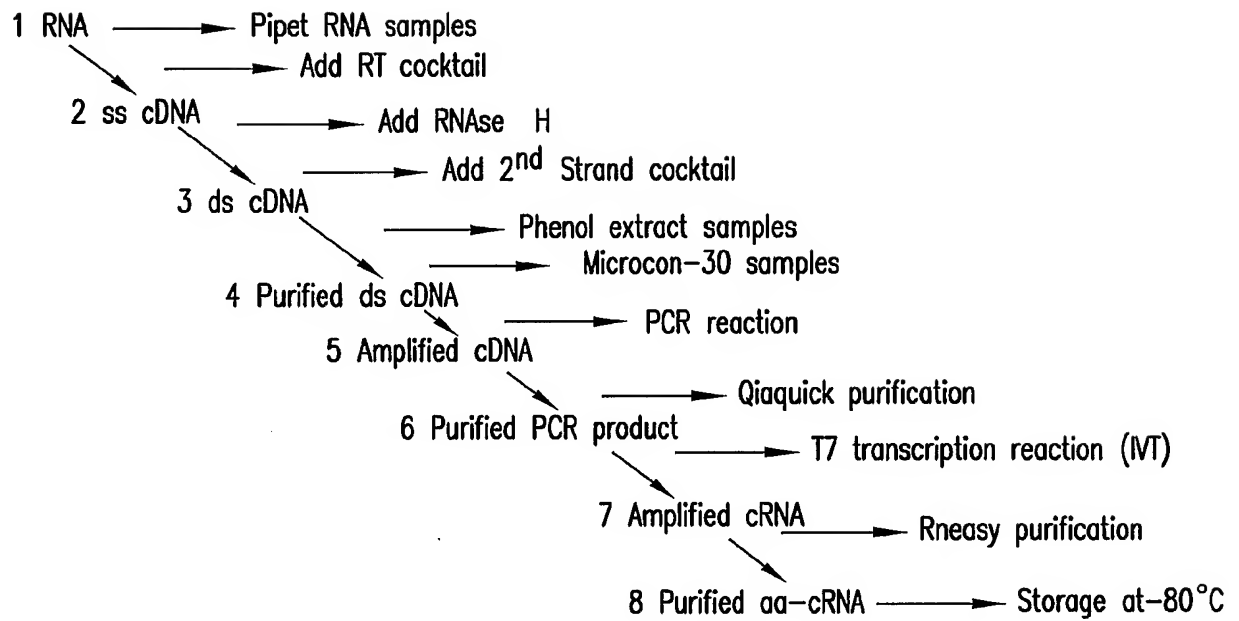 1 RNA Pipet RNA samples
Add RT cocktail
2 ss cDNA Add RNAse H
Add 2nd Strand cocktail
3 ds cDNA
Phenol extract samples
Microcon-30 samples
4 Purified ds cDNA
PCR reaction
5 Amplified cDNA
Qiaquick purification
6 Purified PCR product
T7 transcription reaction (IVT)
7 Amplified cRNA
Rneasy purification
8 Purified aa-cRNA Storage at-80°C